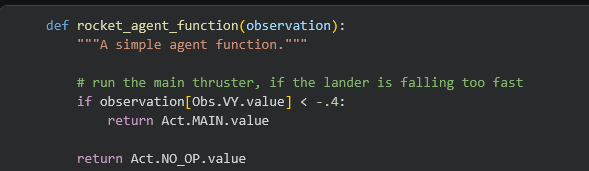 def rocket_agent_function(observation):
    """A simple agent function."""

    # run the main thruster, if the lander is falling too fast
    if observation[Obs.VY.value] < -.4:
        return Act.MAIN.value

    return Act.NO_OP.value